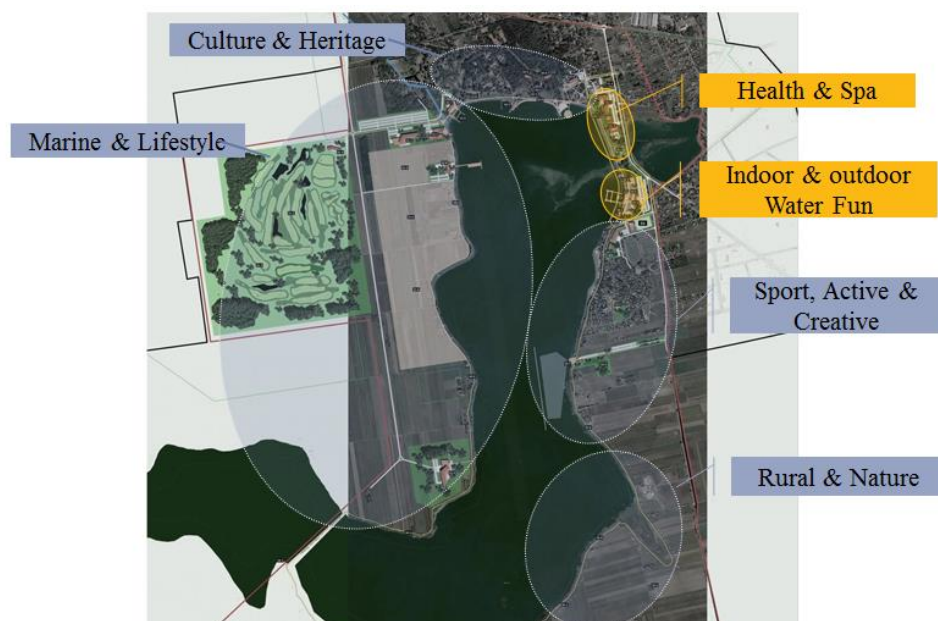 Culture & Heritage
Health & Spa
Marine & Lifestyle
Indoor & outdoor
Water Fun
Sport, Active &
Creative
Rural & Nature